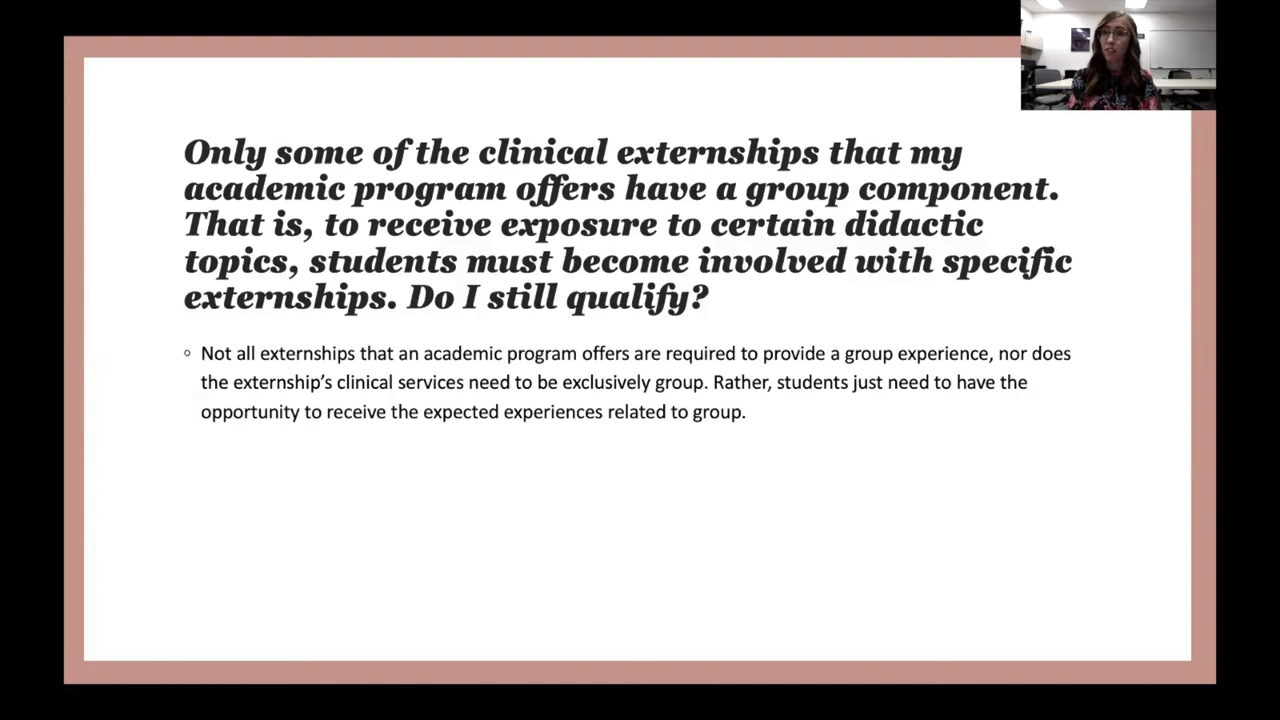 Only some of the clinical externships that my
academic program offers have a group component.
That is, to receive exposure to certain didactic
topics, students must become involved with specific
externships. Do I still qualify?
◦ Not all externships that an academic program offers are required to provide a group experience, nor does
the externship’s clinical services need to be exclusively group. Rather, students just need to have the
opportunity to receive the expected experiences related to group.